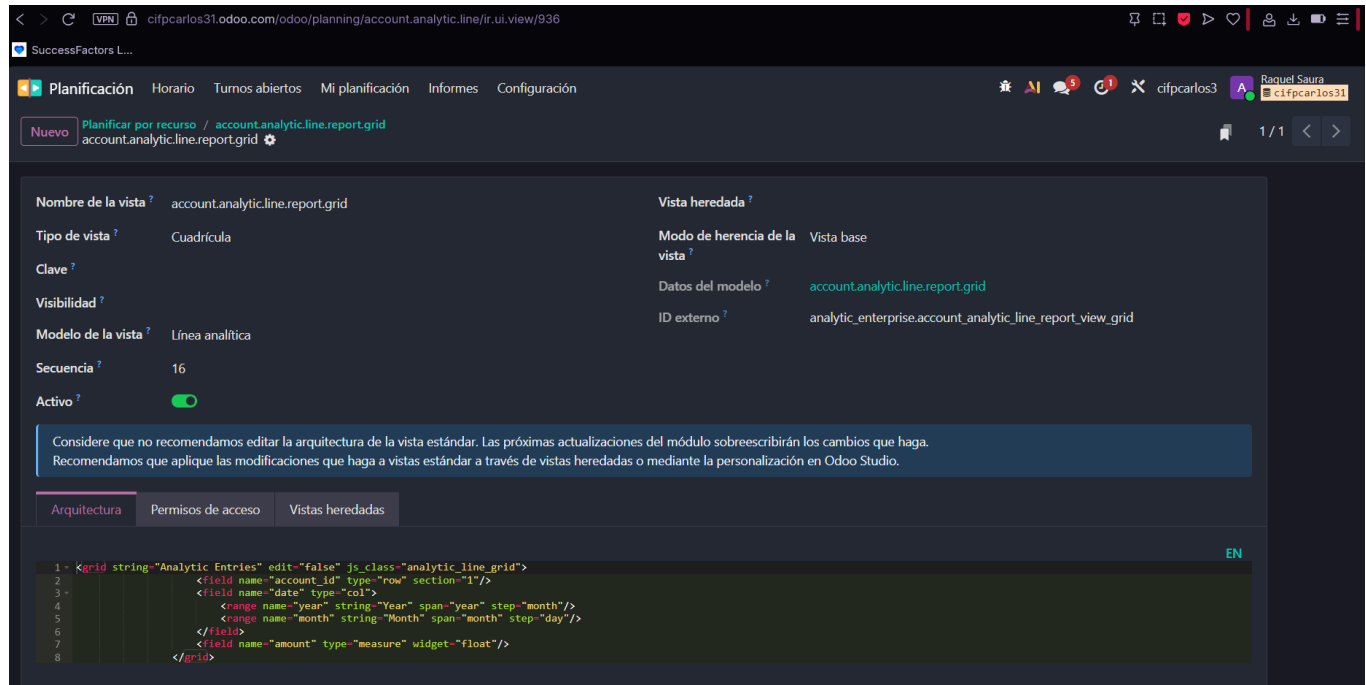 VPN cifpcarlos31.odoo.com/odoo/planning/account.analytic.line/ir.ui.view/936
SuccessFactors L...
Planificación Horario Turnos abiertos Mi planificación Informes Configuración AI 5 1 cifpcarlos3 A Raquel Saura
cifpcarlos31
Nuevo Planificar por recurso / account.analytic.line.report.grid
account.analytic.line.report.grid 1 / 1
Nombre de la vista ? account.analytic.line.report.grid Vista heredada ?
Tipo de vista ? Cuadrícula Modo de herencia de la vista ? Vista base
Clave ?
Datos del modelo ? account.analytic.line.report.grid
Visibilidad ?
ID externo ? analytic_enterprise.account_analytic_line_report_view_grid
Modelo de la vista ? Línea analítica
Secuencia ? 16
Activo ?
Considere que no recomendamos editar la arquitectura de la vista estándar. Las próximas actualizaciones del módulo sobreescribirán los cambios que haga.
Recomendamos que aplique las modificaciones que haga a vistas estándar a través de vistas heredadas o mediante la personalización en Odoo Studio.
Arquitectura Permisos de acceso Vistas heredadas
EN
1 <grid string="Analytic Entries" edit="false" js_class="analytic_line_grid">
2 <field name="account_id" type="row" section="1"/>
3 <field name="date" type="col">
4 <range name="year" string="Year" span="year" step="month"/>
5 <range name="month" string="Month" span="month" step="day"/>
6 </field>
7 <field name="amount" type="measure" widget="float"/>
8 </grid>